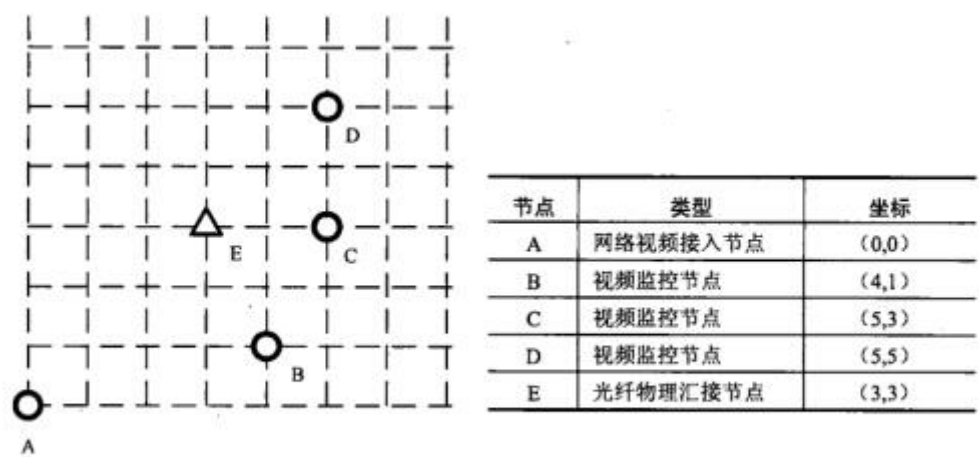 D
E
C
B
A
节点 类型 坐标
A 网络视频接入节点 (0,0)
B 视频监控节点 (4,1)
C 视频监控节点 (5,3)
D 视频监控节点 (5,5)
E 光纤物理汇接节点 (3,3)